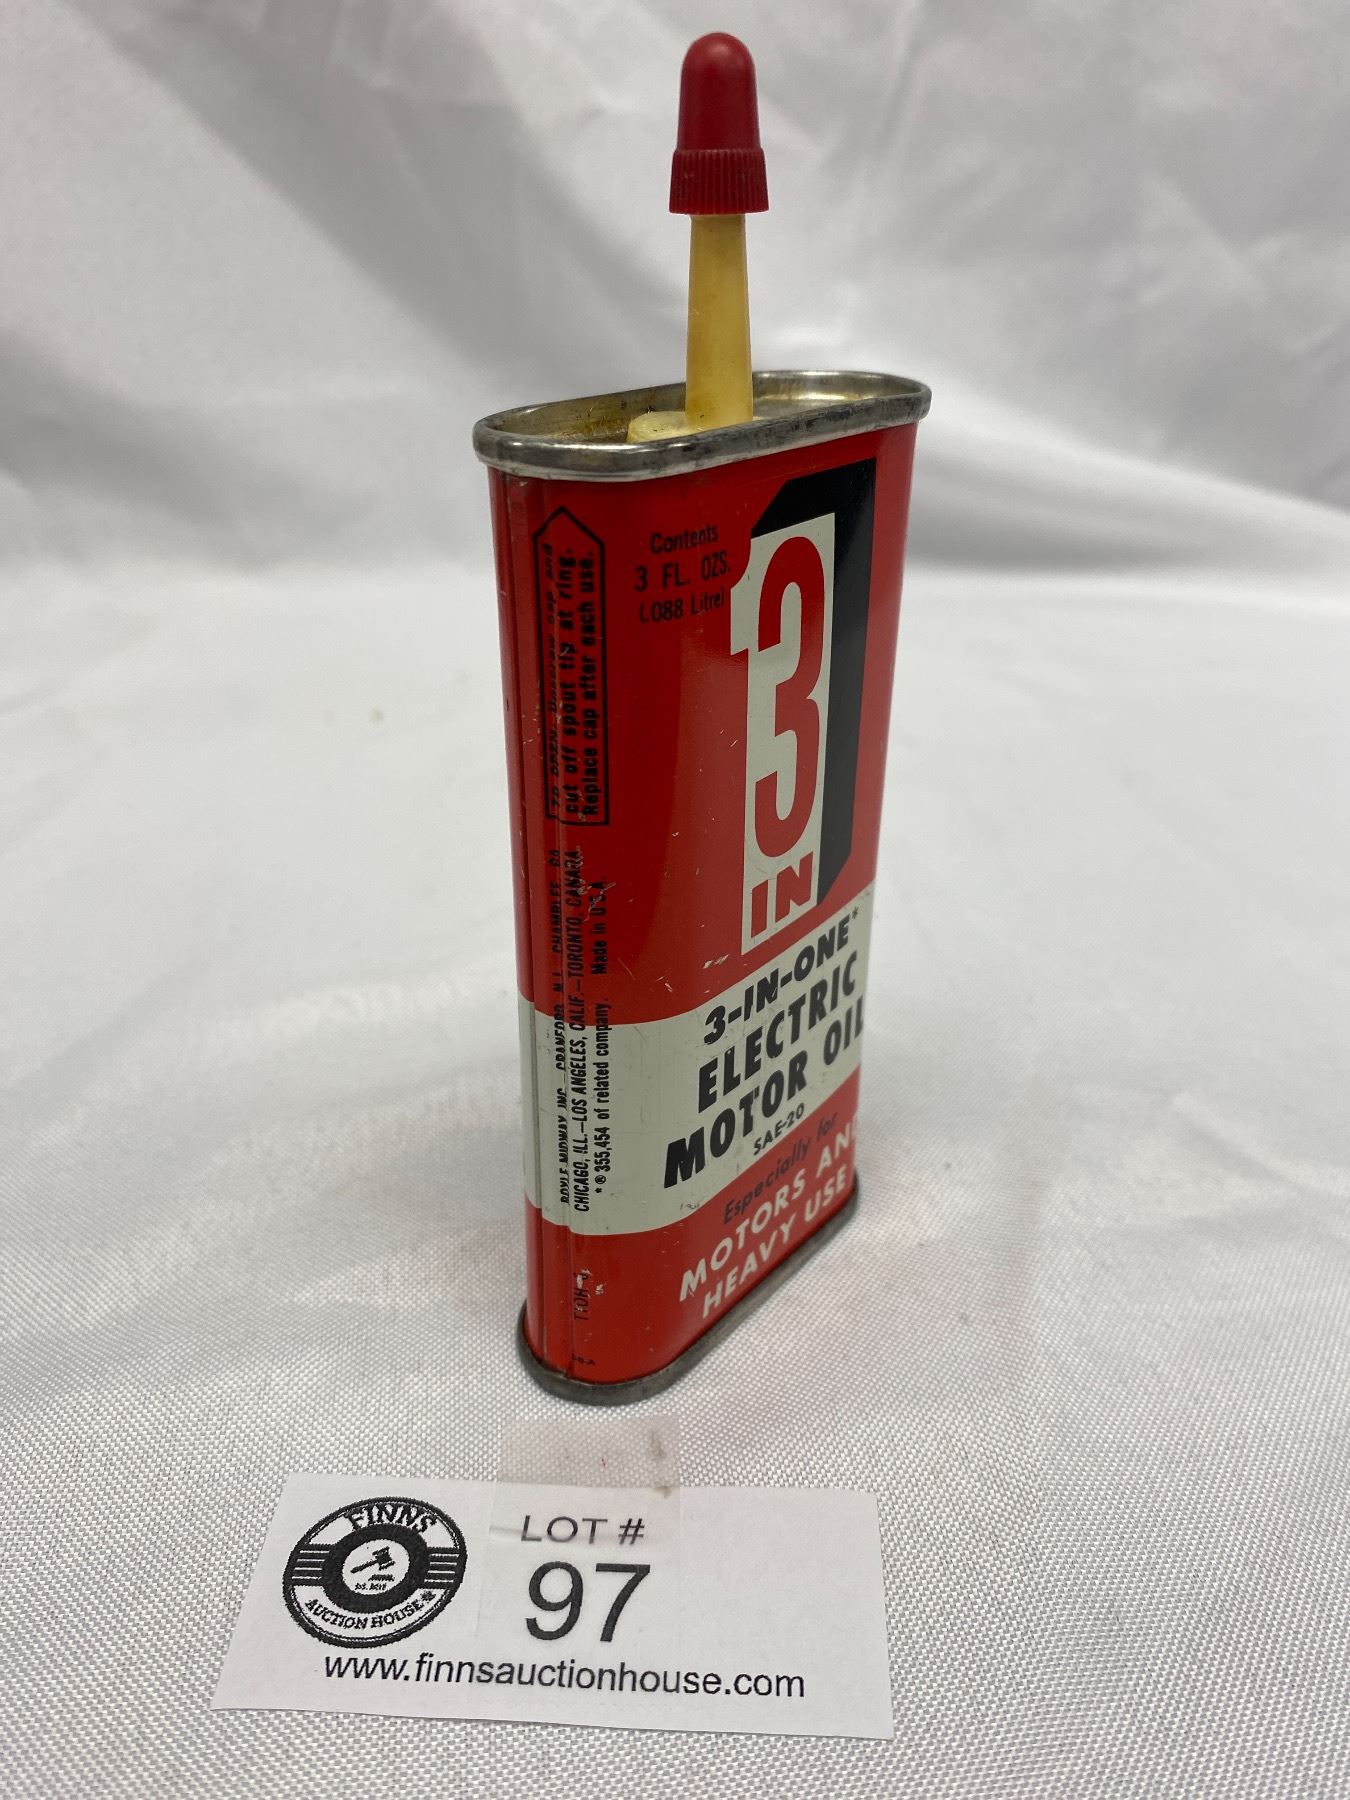 Contents
3 FL. OZS.
(.088 Litre)
3
IN
3-IN-ONE*
ELECTRIC
MOTOR OIL
SAE-20
Especially for
MOTORS AND
HEAVY USE
cut off spout tip at ring.
Replace cap after each use.
BOYLE-MIDWAY INC. CRANFORD, N.J. CHAMBLEE, GA.
CHICAGO, ILL.—LOS ANGELES, CALIF.—TORONTO, CANADA.
*® 355,454 of related company. Made in U.S.A.
FINNS
AUCTION HOUSE
LOT #
97
www.finnsauctionhouse.com